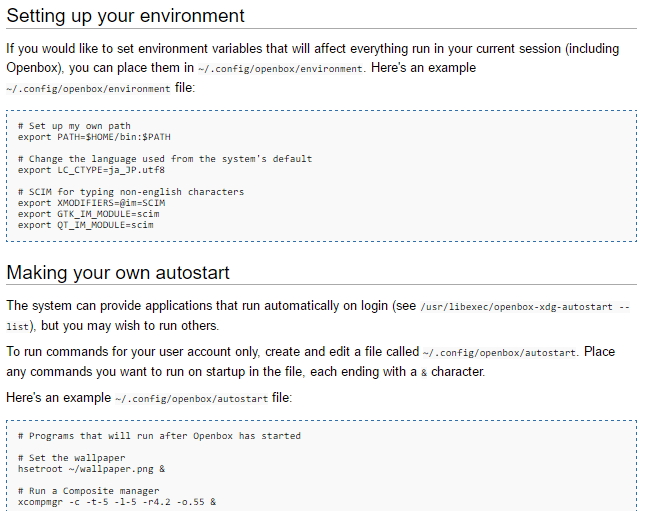 Setting up your environment
If you would like to set environment variables that will affect everything run in your current session (including
Openbox), you can place them in ~/.config/openbox/environment. Here's an example
~/.config/openbox/environment file:
# Set up my own path
export PATH=$HOME/bin:$PATH
# Change the language used from the system's default
export LC_CTYPE=ja_JP.utf8
# SCIM for typing non-english characters
export XMODIFIERS=@im=SCIM
export GTK_IM_MODULE=scim
export QT_IM_MODULE=scim
Making your own autostart
The system can provide applications that run automatically on login (see /usr/libexec/openbox-xdg-autostart --
list), but you may wish to run others.
To run commands for your user account only, create and edit a file called ~/.config/openbox/autostart. Place
any commands you want to run on startup in the file, each ending with a & character.
Here's an example ~/.config/openbox/autostart file:
# Programs that will run after Openbox has started
# Set the wallpaper
hsetroot ~/wallpaper.png &
# Run a Composite manager
xcompmgr -c -t-5 -l-5 -r4.2 -o.55 &